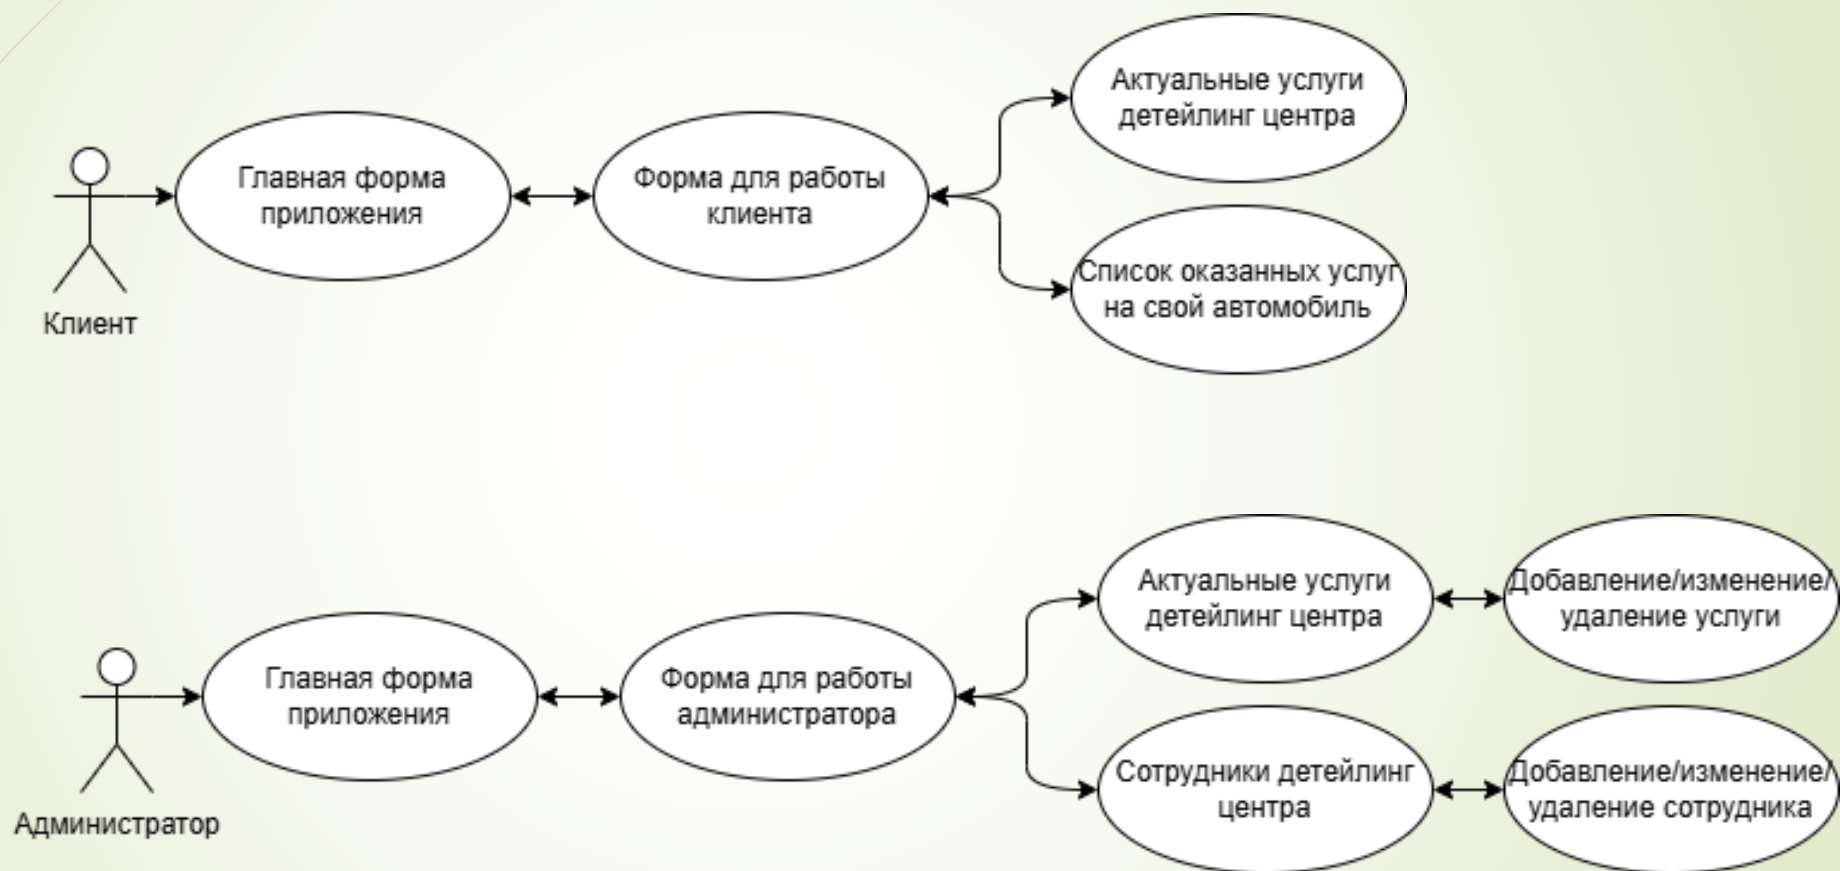 Актуальные услуги
детейлинг центра
Главная форма
приложения
Форма для работы
клиента
Список оказанных услуг
на свой автомобиль
Клиент
Актуальные услуги
детейлинг центра
Добавление/изменение/
удаление услуги
Главная форма
приложения
Форма для работы
администратора
Сотрудники детейлинг
центра
Добавление/изменение/
удаление сотрудника
Администратор